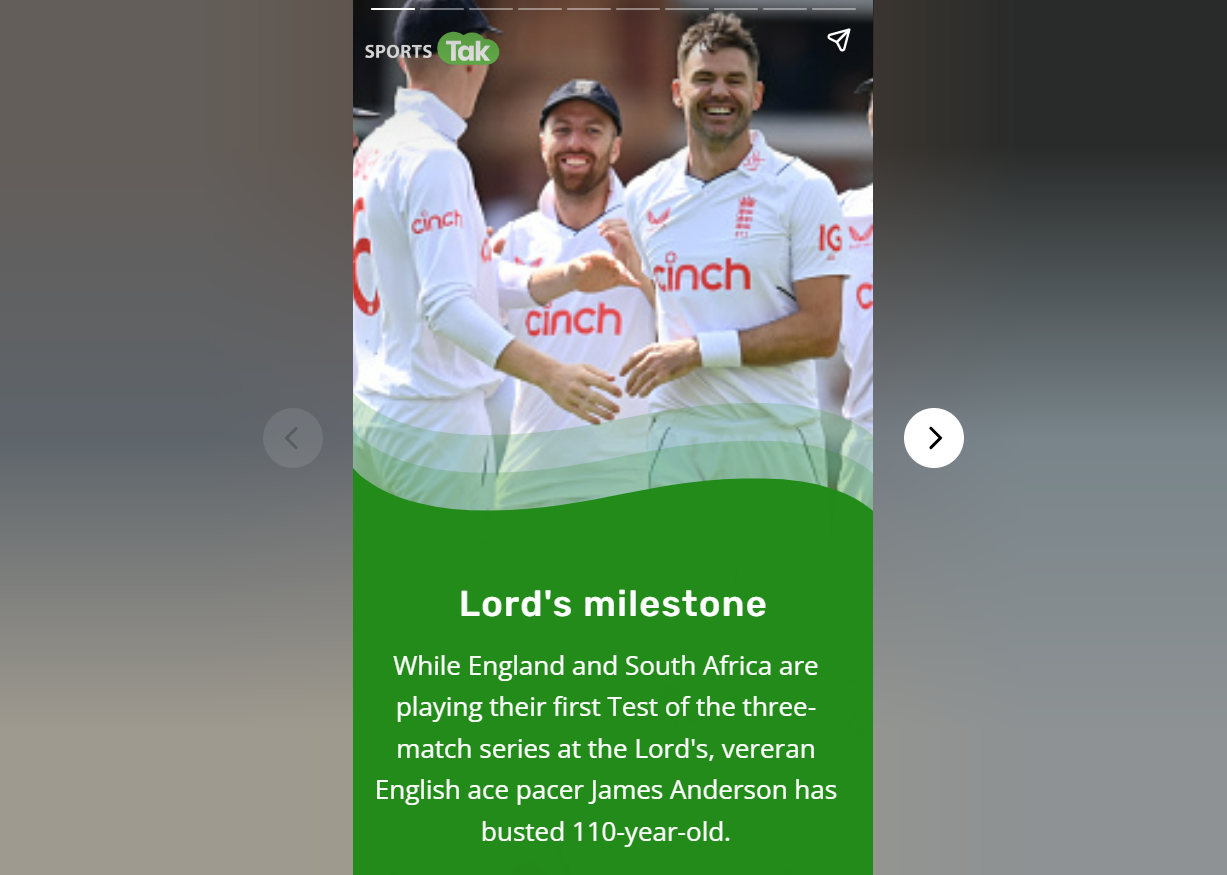 SPORTS Tak
cinch
IG
cinch
cinch
Lord's milestone
While England and South Africa are
playing their first Test of the three-
match series at the Lord's, vereran
English ace pacer James Anderson has
busted 110-year-old.